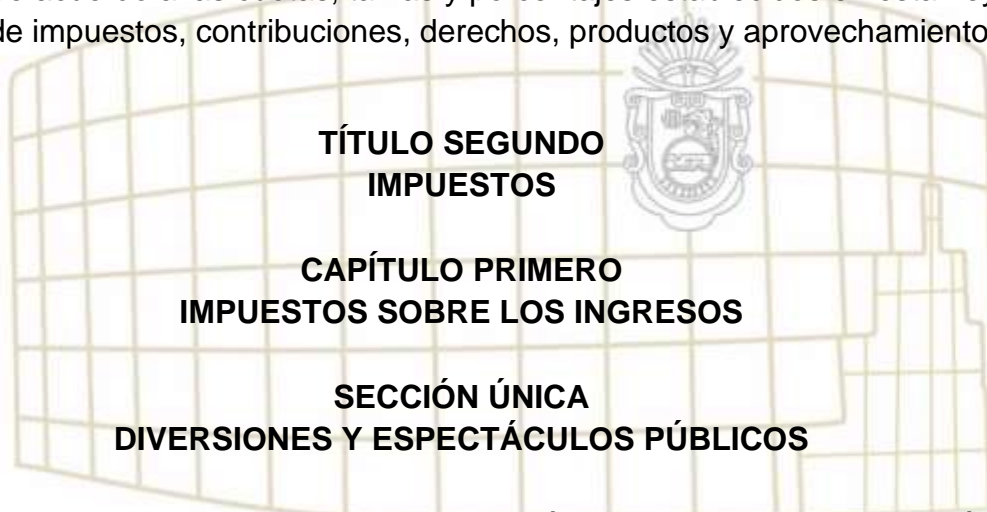 de impuestos, contribuciones, derechos, productos y aprovechamiento
TÍTULO SEGUNDO
IMPUESTOS
CAPÍTULO PRIMERO
IMPUESTOS SOBRE LOS INGRESOS
SECCIÓN ÚNICA
DIVERSIONES Y ESPECTÁCULOS PÚBLICOS